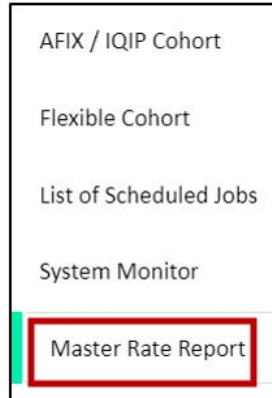 AFIX / IQIP Cohort
Flexible Cohort
List of Scheduled Jobs
System Monitor
Master Rate Report